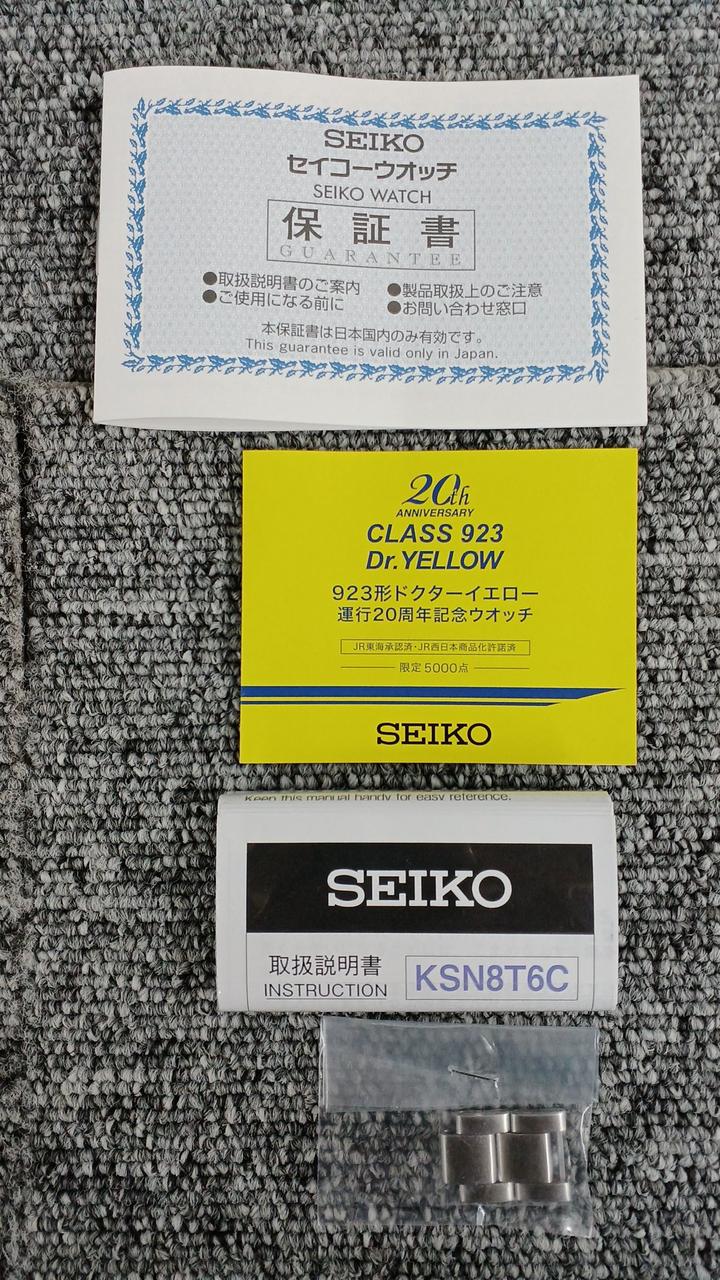 SEIKO
セイコーウオッチ
SEIKO WATCH
保証書
GUARANTEE
●取扱説明書のご案内 ●製品取扱上のご注意
●ご使用になる前に ●お問い合わせ窓口
本保証書は日本国内のみ有効です。
This guarantee is valid only in Japan.
20th
ANNIVERSARY
CLASS 923
Dr.YELLOW
923形ドクターイエロー
運行20周年記念ウオッチ
JR東海承認済・JR西日本商品化許諾済
限定5000点
SEIKO
Keep this manual handy for easy reference.
SEIKO
取扱説明書 KSN8T6C
INSTRUCTION